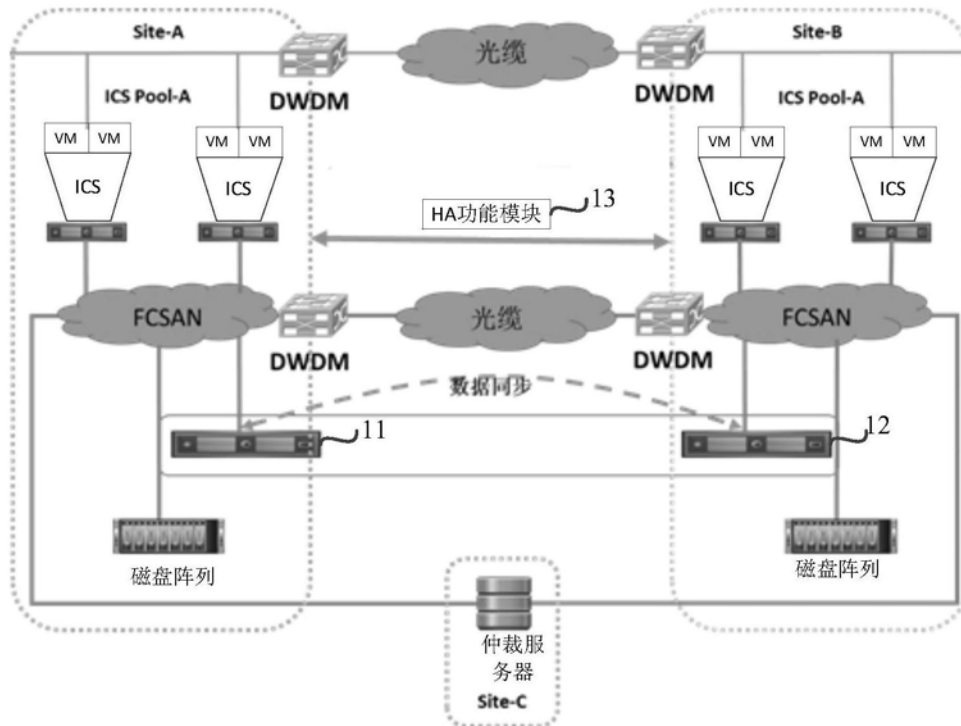 Site-A
光缆
Site-B
DWDM
DWDM
ICS Pool-A
ICS Pool-A
VM VM
VM VM
VM VM
VM VM
ICS
ICS
ICS
ICS
HA功能模块
13
FCSAN
光缆
FCSAN
DWDM
DWDM
数据同步
11
12
磁盘阵列
磁盘阵列
仲裁服
务器
Site-C